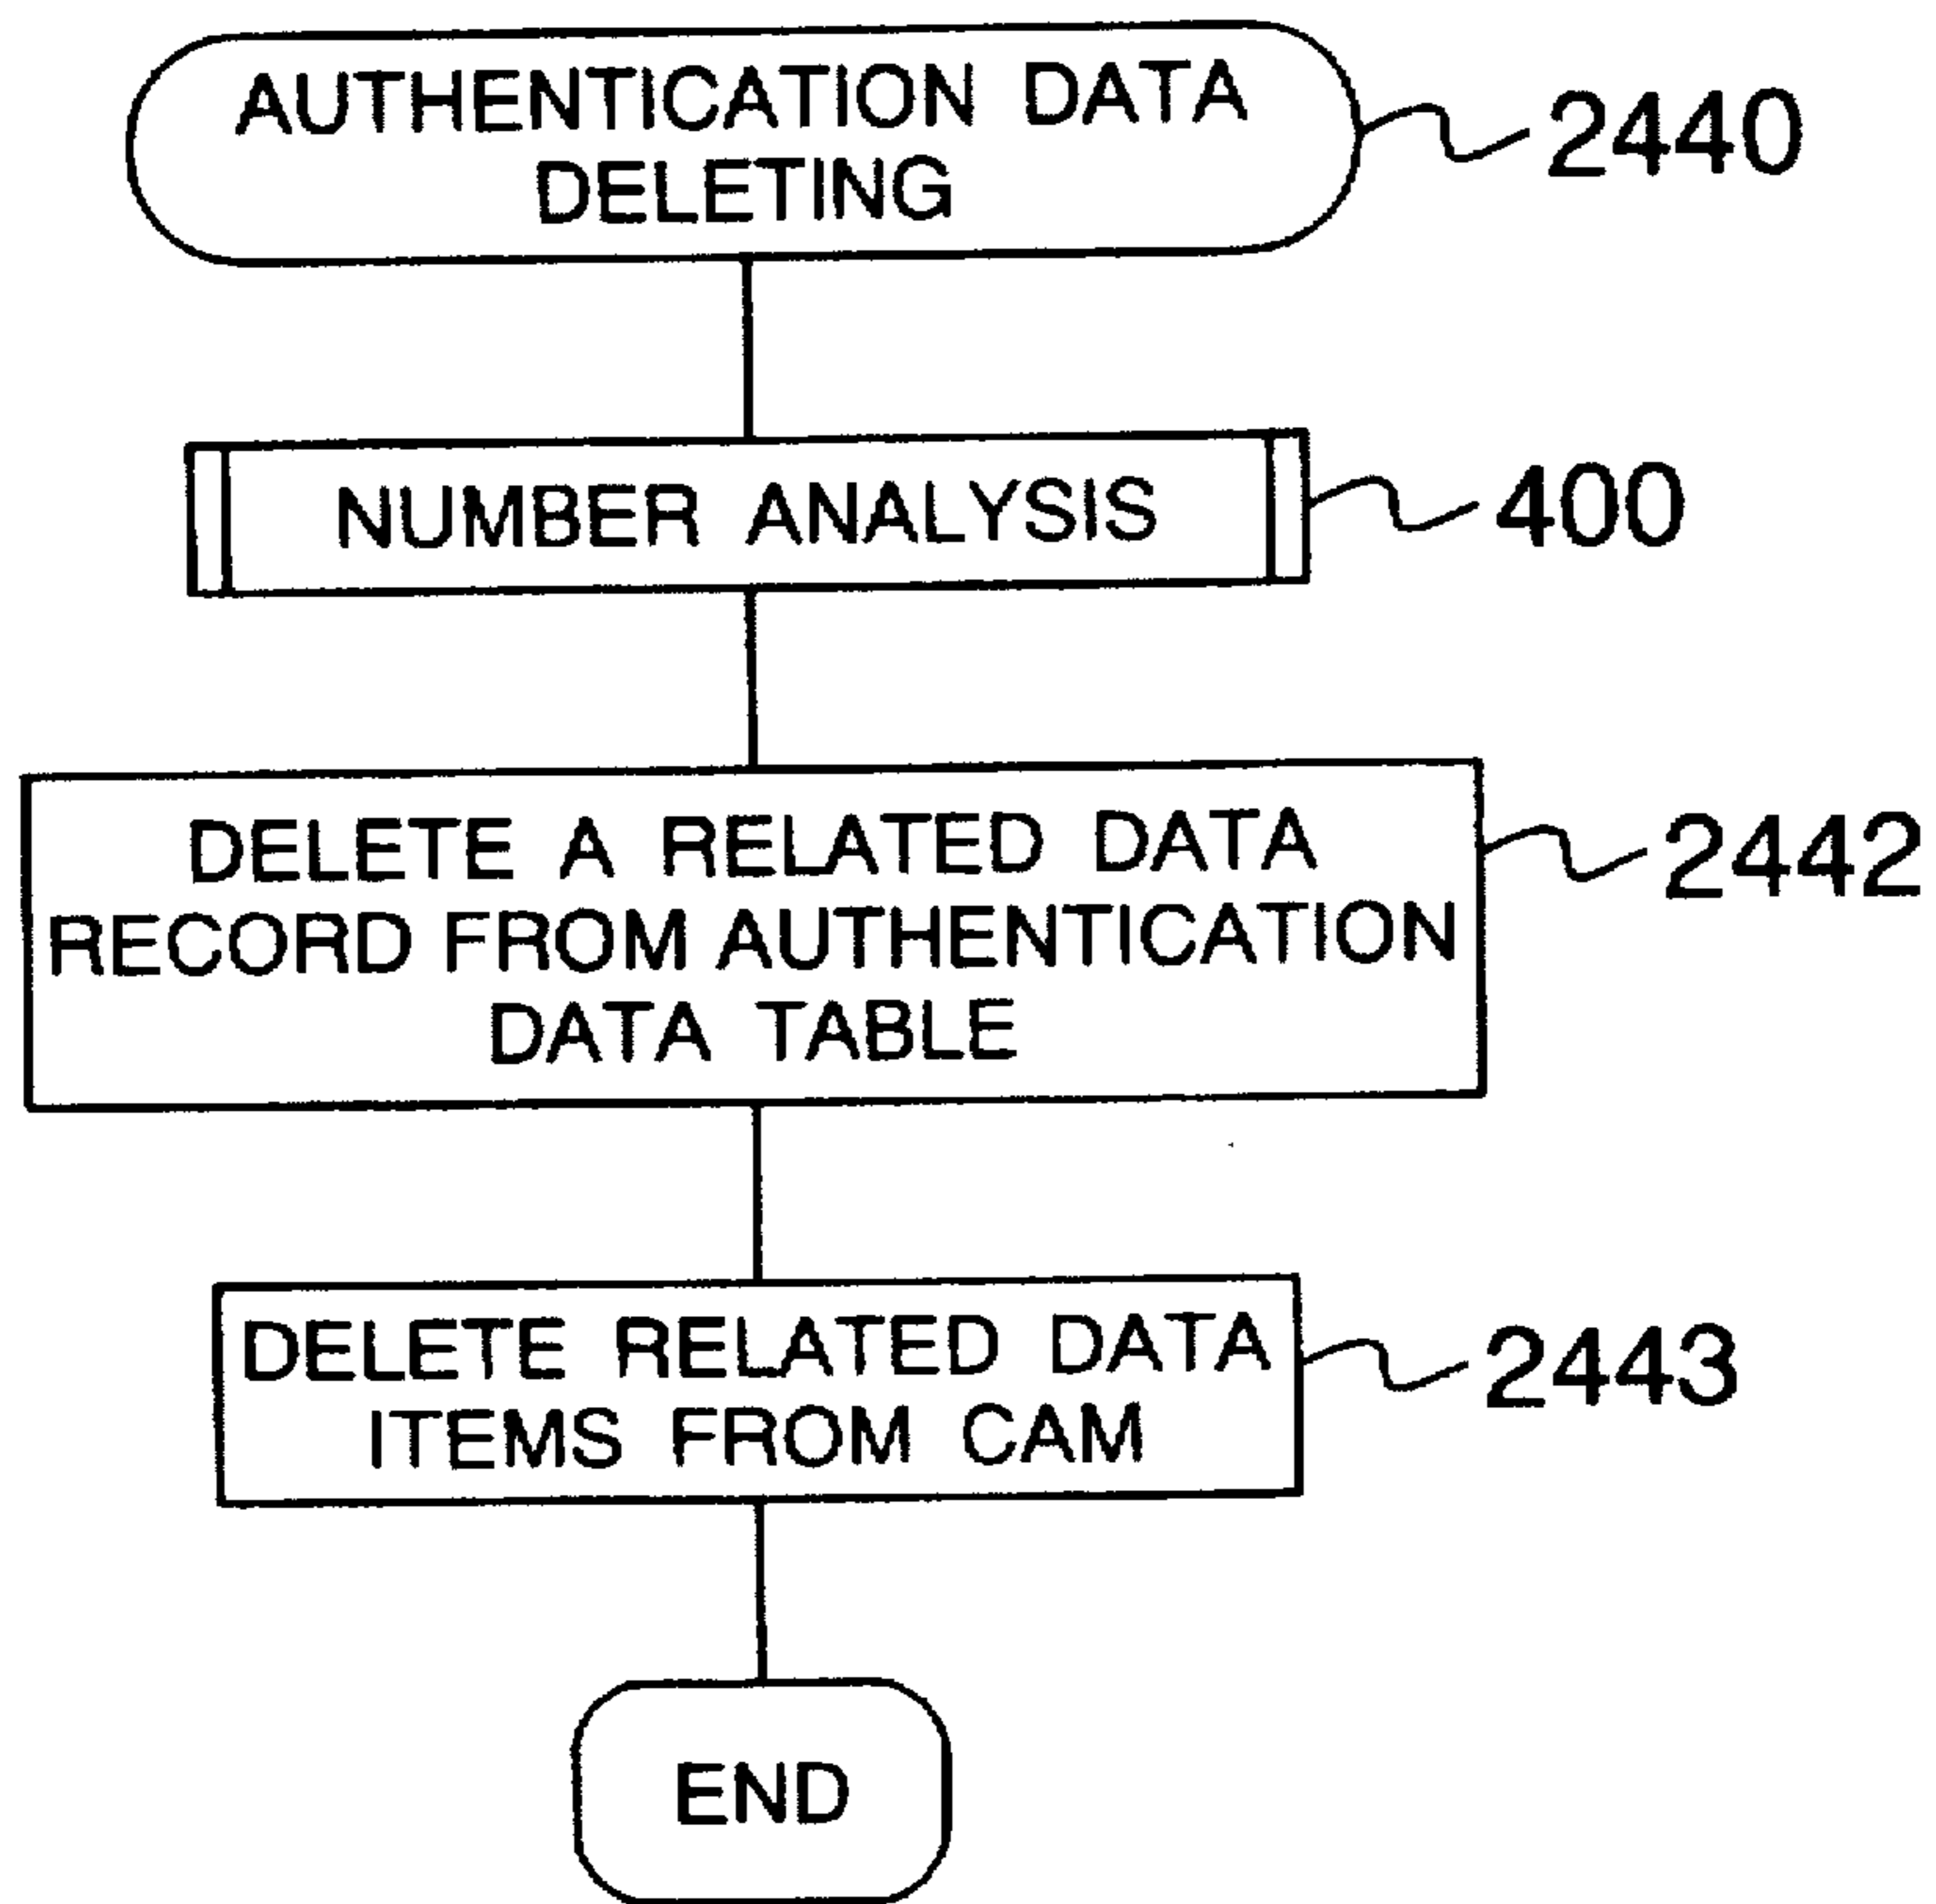 AUTHENTICATION DATA
DELETING
2440
NUMBER ANALYSIS
400
DELETE A RELATED DATA
RECORD FROM AUTHENTICATION
DATA TABLE
2442
DELETE RELATED DATA
ITEMS FROM CAM
2443
END